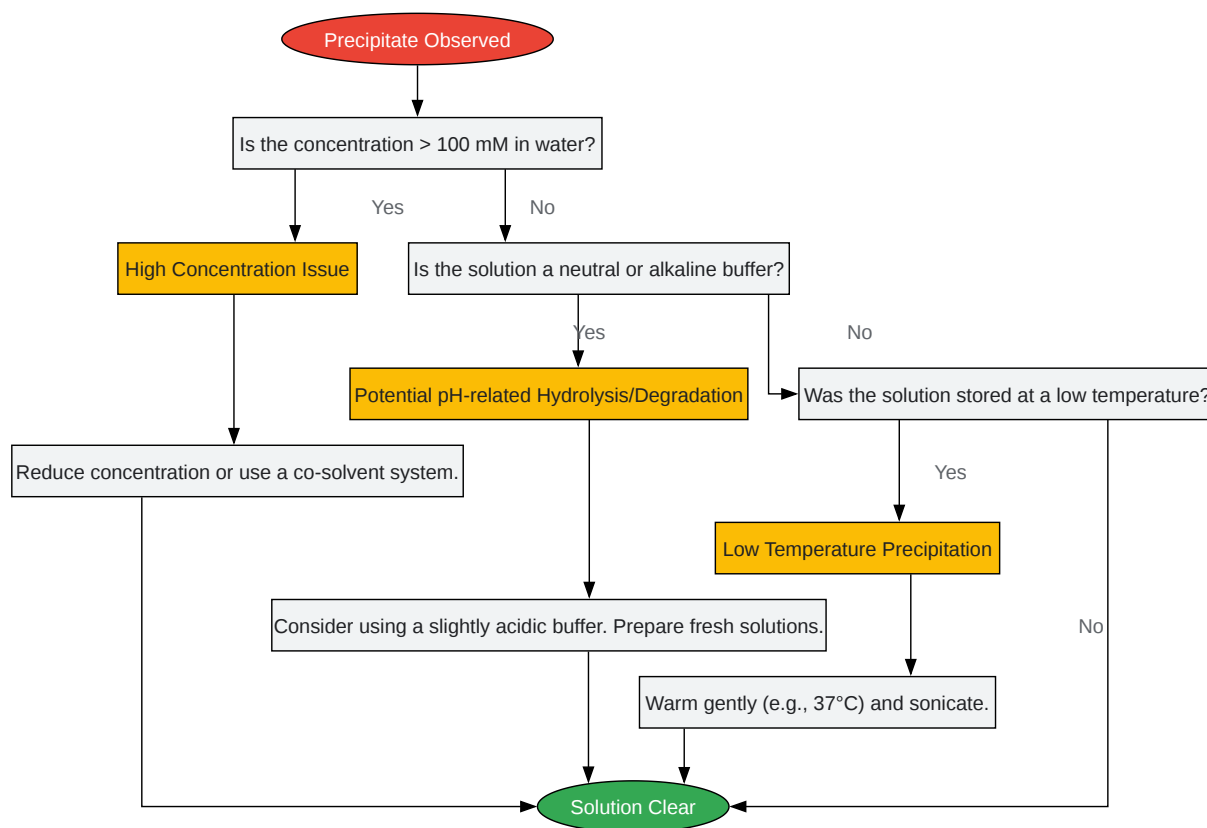 Precipitate Observed
Is the concentration > 100 mM in water?
Yes
No
High Concentration Issue
Is the solution a neutral or alkaline buffer?
Yes
No
Potential pH-related Hydrolysis/Degradation
Was the solution stored at a low temperature?
Reduce concentration or use a co-solvent system.
Yes
Low Temperature Precipitation
Consider using a slightly acidic buffer. Prepare fresh solutions.
No
Warm gently (e.g., 37°C) and sonicate.
Solution Clear